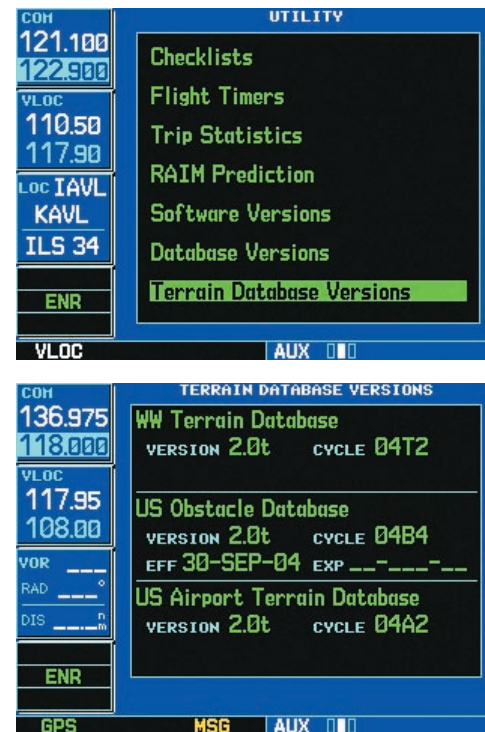 COM
121.100
122.900
VLOC
110.50
117.90
LOC IAVL
KAVL
ILS 34
ENR
VLOC
UTILITY
Checklists
Flight Timers
Trip Statistics
RAIM Prediction
Software Versions
Database Versions
Terrain Database Versions
AUX
COM
136.975
118.000
VLOC
117.95
108.00
VOR ___
RAD ___°
DIS __._nm
ENR
GPS
TERRAIN DATABASE VERSIONS
WW Terrain Database
VERSION 2.0t CYCLE 04T2
US Obstacle Database
VERSION 2.0t CYCLE 04B4
EFF 30-SEP-04 EXP __-___-__
US Airport Terrain Database
VERSION 2.0t CYCLE 04A2
MSG AUX